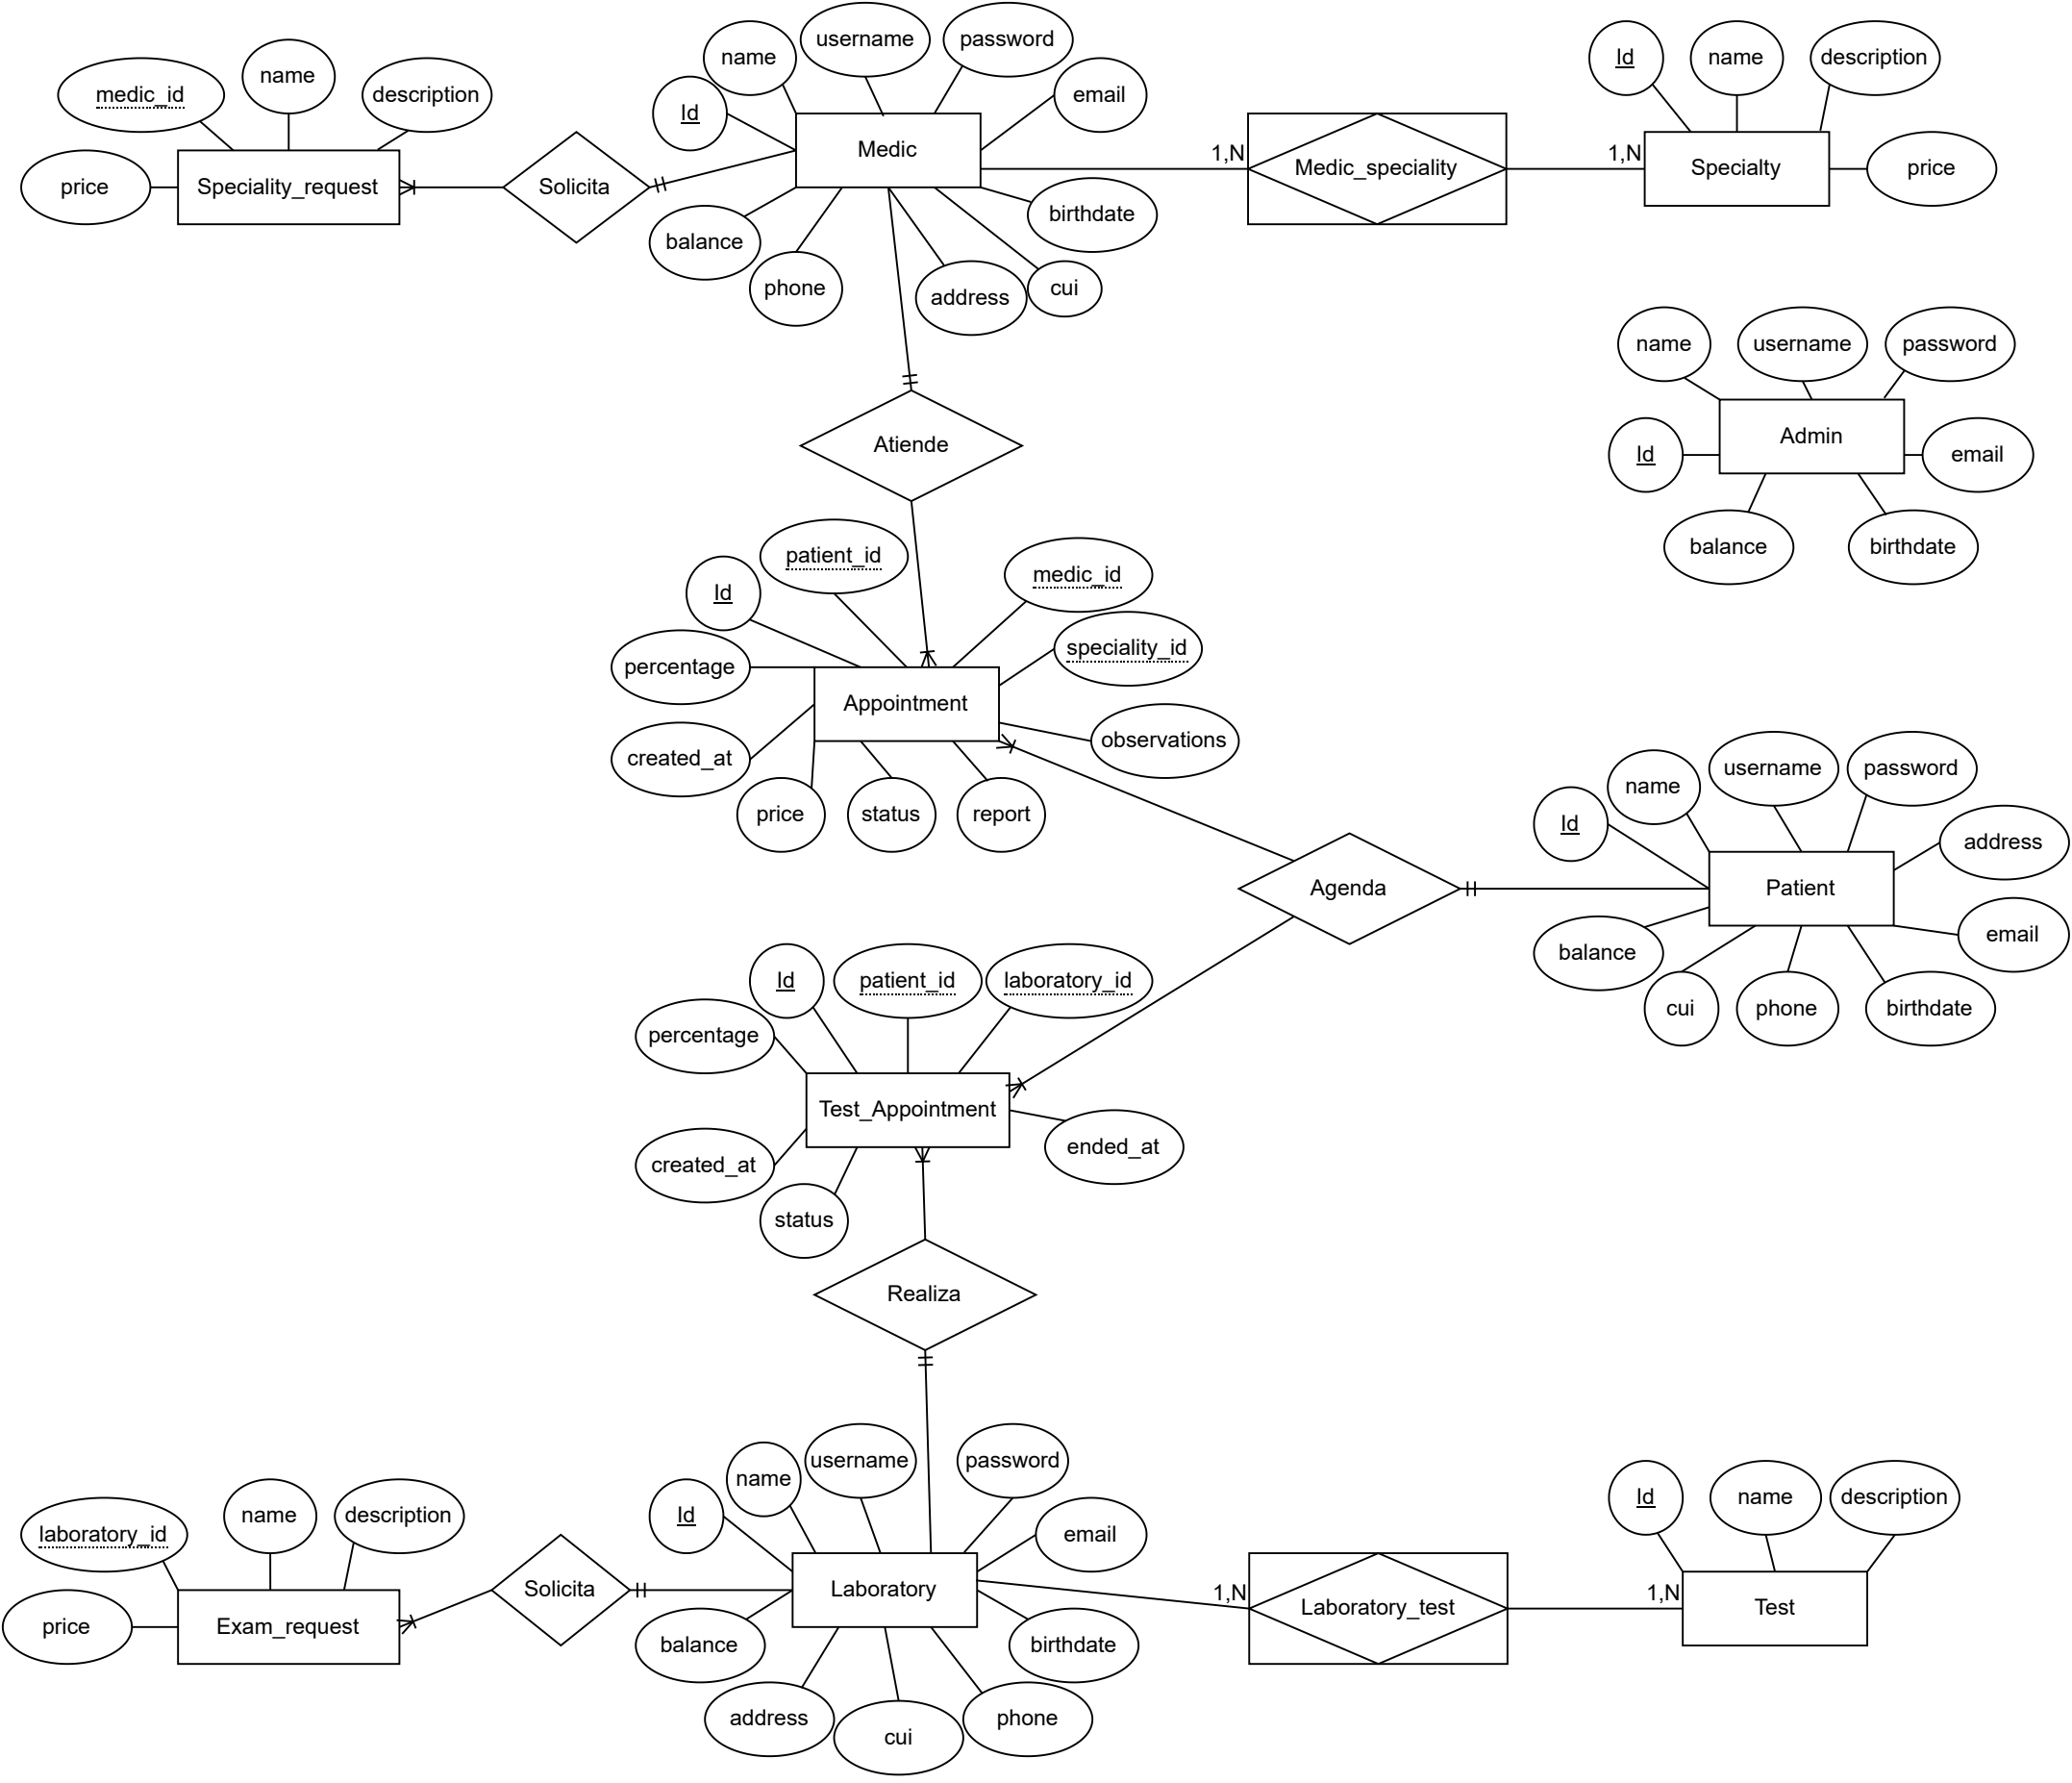 medic_id
name
description
price
Speciality_request
Solicita
name
username
password
email
Id
Medic
balance
phone
address
cui
birthdate
1,N
Medic_speciality
1,N
Id
name
description
Specialty
price
name
username
password
Id
Admin
email
balance
birthdate
Atiende
Id
patient_id
medic_id
percentage
speciality_id
Appointment
created_at
observations
price
status
report
Agenda
Id
name
username
password
address
Patient
balance
email
cui
phone
birthdate
Id
patient_id
laboratory_id
percentage
Test_Appointment
created_at
ended_at
status
Realiza
laboratory_id
name
description
price
Exam_request
Solicita
Id
name
username
password
email
Laboratory
balance
birthdate
address
cui
phone
1,N
Laboratory_test
1,N
Id
name
description
Test